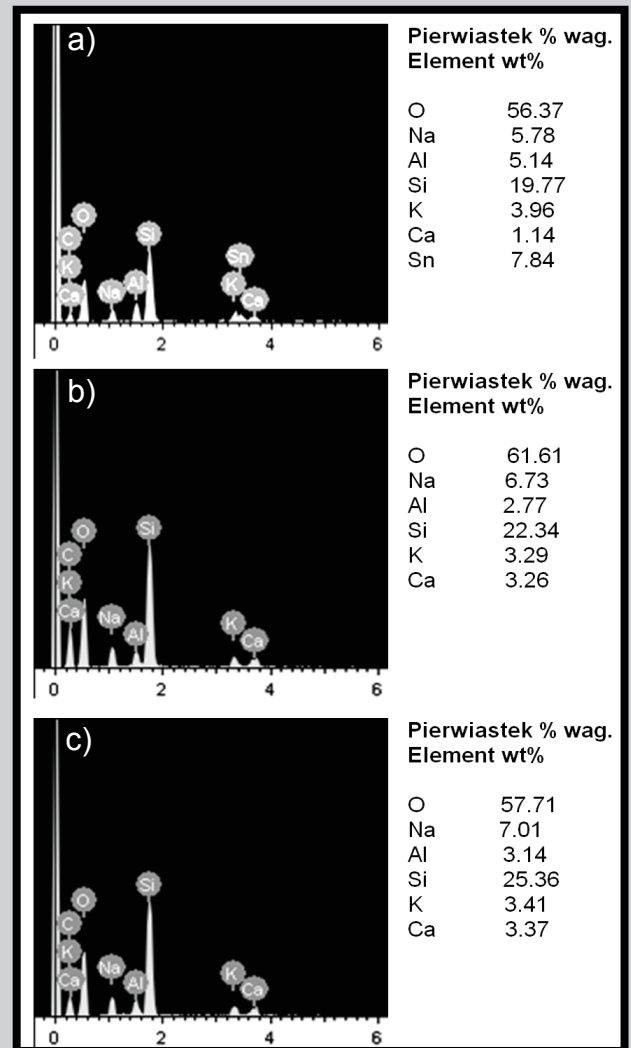 a)
Pierwiastek % wag.
Element wt%
O 56.37
Na 5.78
Al 5.14
Si 19.77
K 3.96
Ca 1.14
Sn 7.84
O
C
K
Ca
Na
Al
Si
Sn
K
Ca
0 2 4 6
b)
Pierwiastek % wag.
Element wt%
O 61.61
Na 6.73
Al 2.77
Si 22.34
K 3.29
Ca 3.26
O
C
K
Ca
Na
Al
Si
K
Ca
0 2 4 6
c)
Pierwiastek % wag.
Element wt%
O 57.71
Na 7.01
Al 3.14
Si 25.36
K 3.41
Ca 3.37
O
C
K
Ca
Na
Al
Si
K
Ca
0 2 4 6